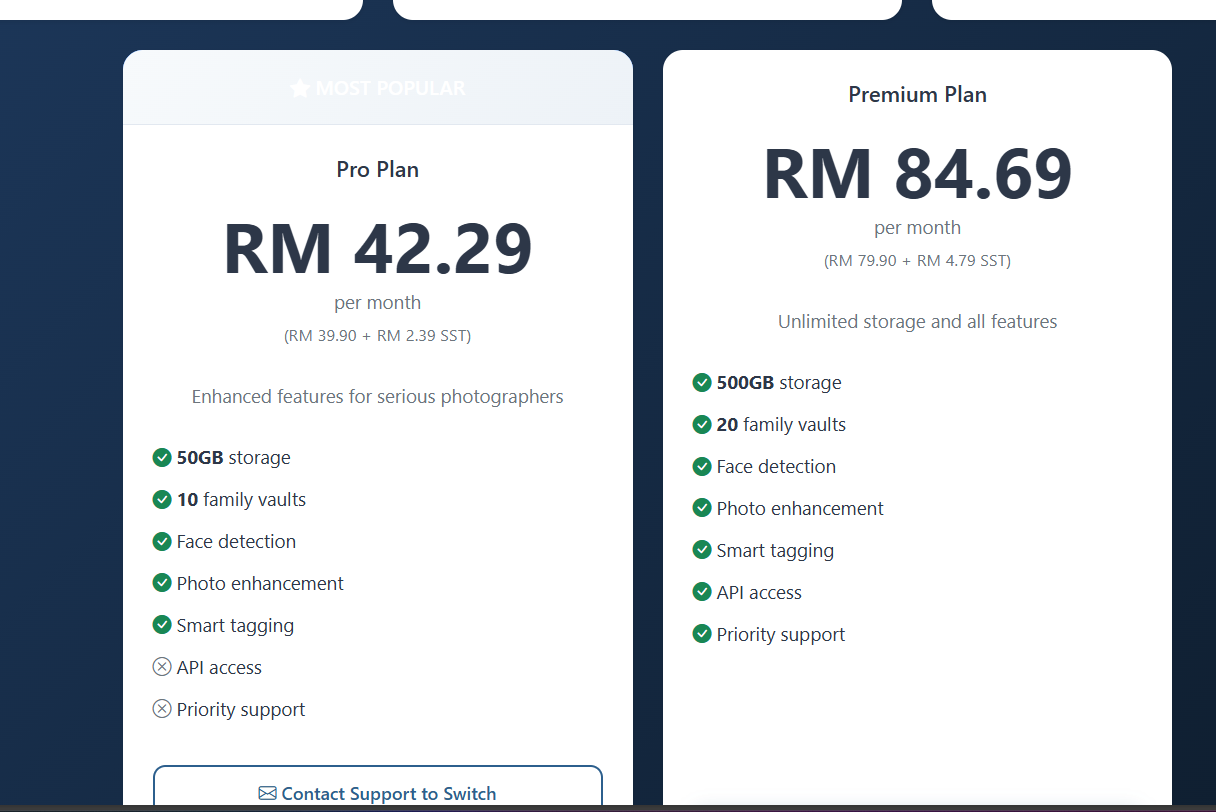 MOST POPULAR
Pro Plan
RM 42.29
per month
(RM 39.90 + RM 2.39 SST)
Enhanced features for serious photographers
50GB storage
10 family vaults
Face detection
Photo enhancement
Smart tagging
API access
Priority support
Contact Support to Switch
Premium Plan
RM 84.69
per month
(RM 79.90 + RM 4.79 SST)
Unlimited storage and all features
500GB storage
20 family vaults
Face detection
Photo enhancement
Smart tagging
API access
Priority support